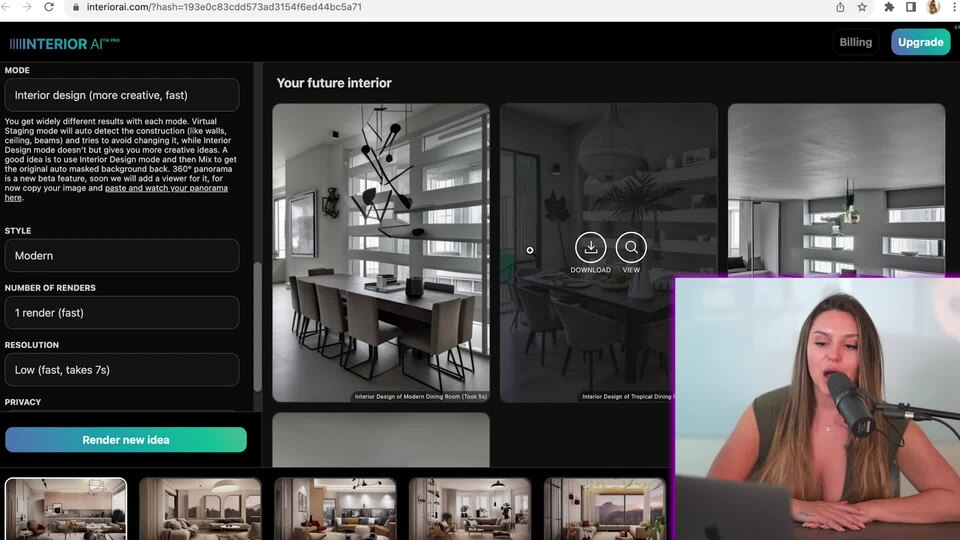 interiorai.com/?hash=193e0c83cdd573ad3154f6ed44bc5a71
INTERIOR AI™ PRO
Billing
Upgrade
MODE
Interior design (more creative, fast)
You get widely different results with each mode. Virtual
Staging mode will auto detect the construction (like walls,
ceiling, beams) and tries to avoid changing it, while Interior
Design mode doesn't but gives you more creative ideas. A
good idea is to use Interior Design mode and then Mix to get
the original auto masked background back. 360° panorama
is a new beta feature, soon we will add a viewer for it, for
now copy your image and paste and watch your panorama
here.
STYLE
Modern
NUMBER OF RENDERS
1 render (fast)
RESOLUTION
Low (fast, takes 7s)
PRIVACY
Render new idea
Your future interior
DOWNLOAD
VIEW
Interior Design of Modern Dining Room (Took 5s)
Interior Design of Tropical Dining